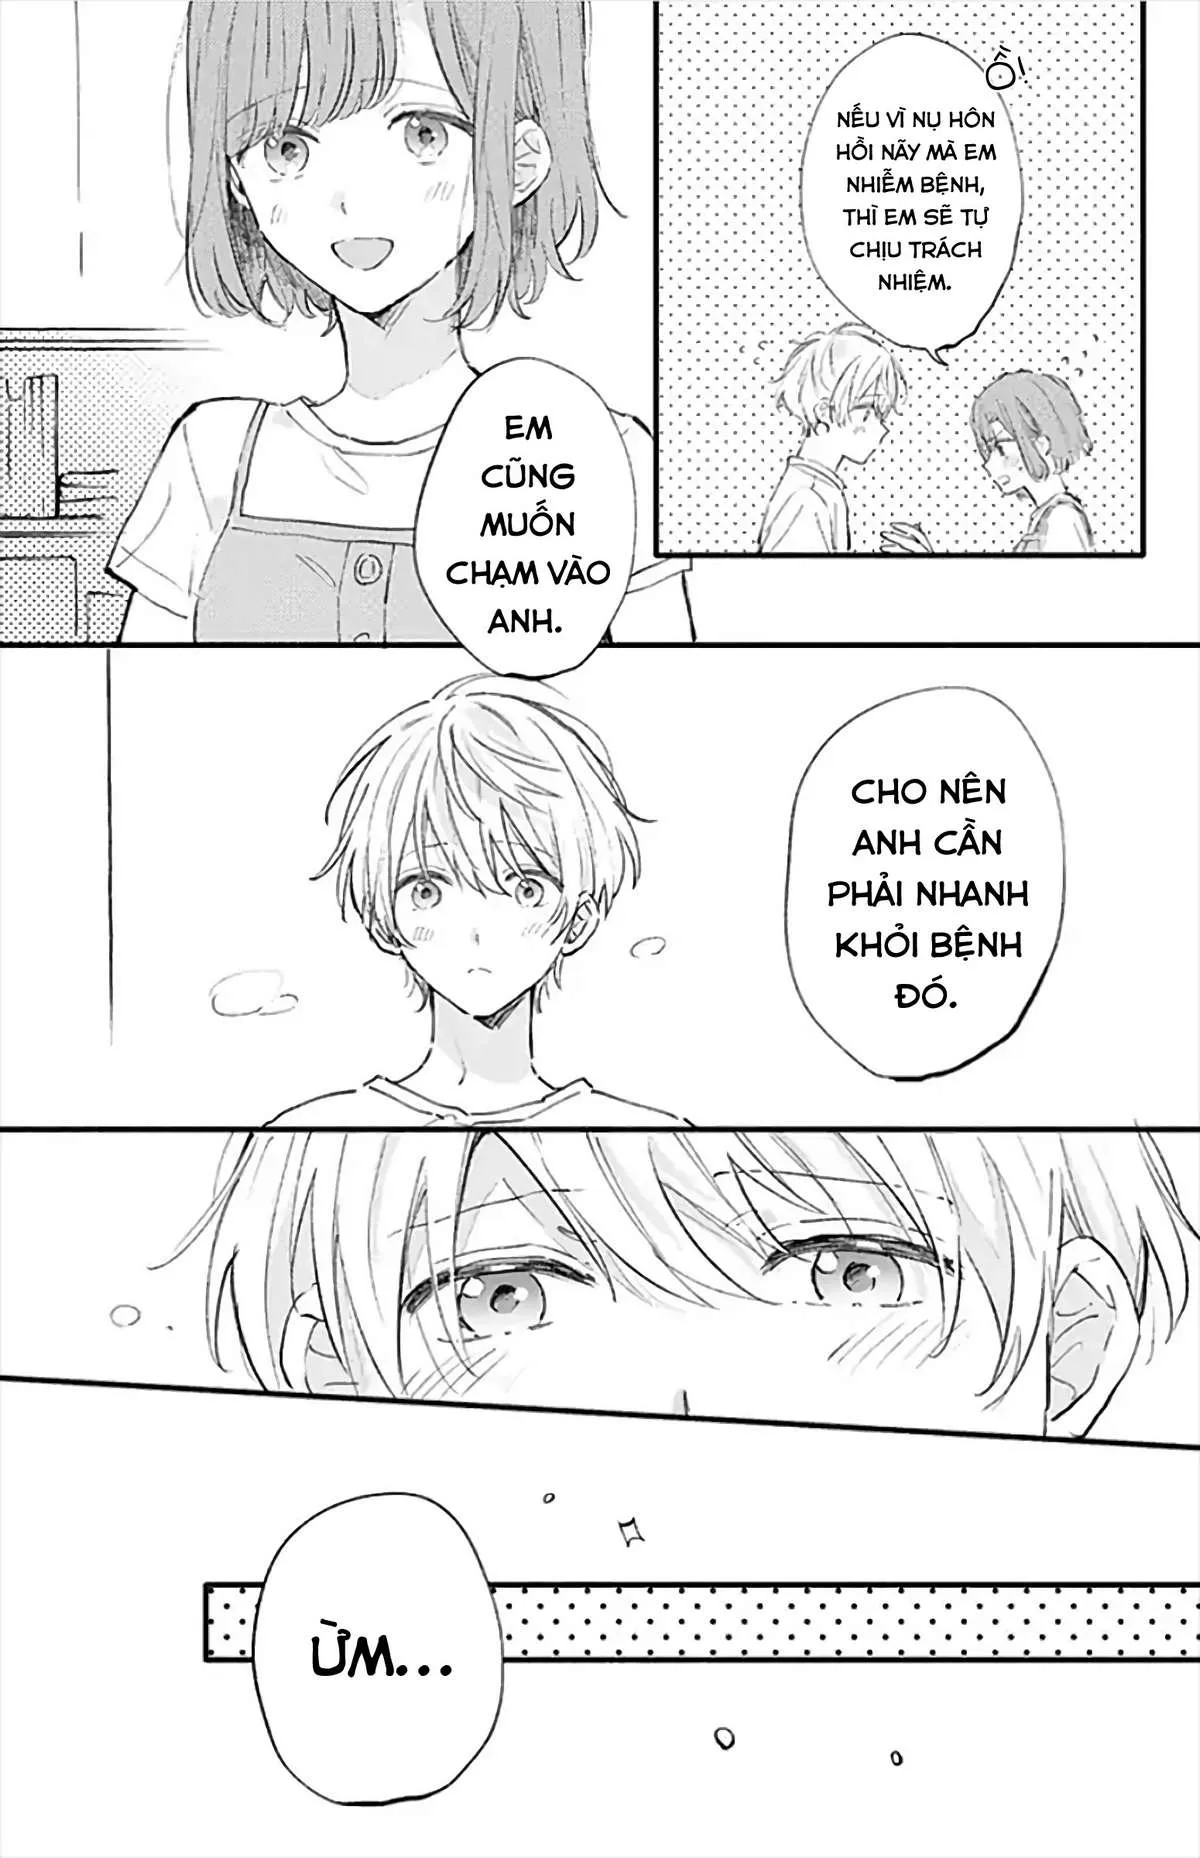 Ồ!
NẾU VÌ NỤ HÔN
HỒI NÃY MÀ EM
NHIỄM BỆNH,
THÌ EM SẼ TỰ
CHỊU TRÁCH
NHIỆM.
EM
CŨNG
MUỐN
CHẠM VÀO
ANH.
CHO NÊN
ANH CẦN
PHẢI NHANH
KHỎI BỆNH
ĐÓ.
ỪM...